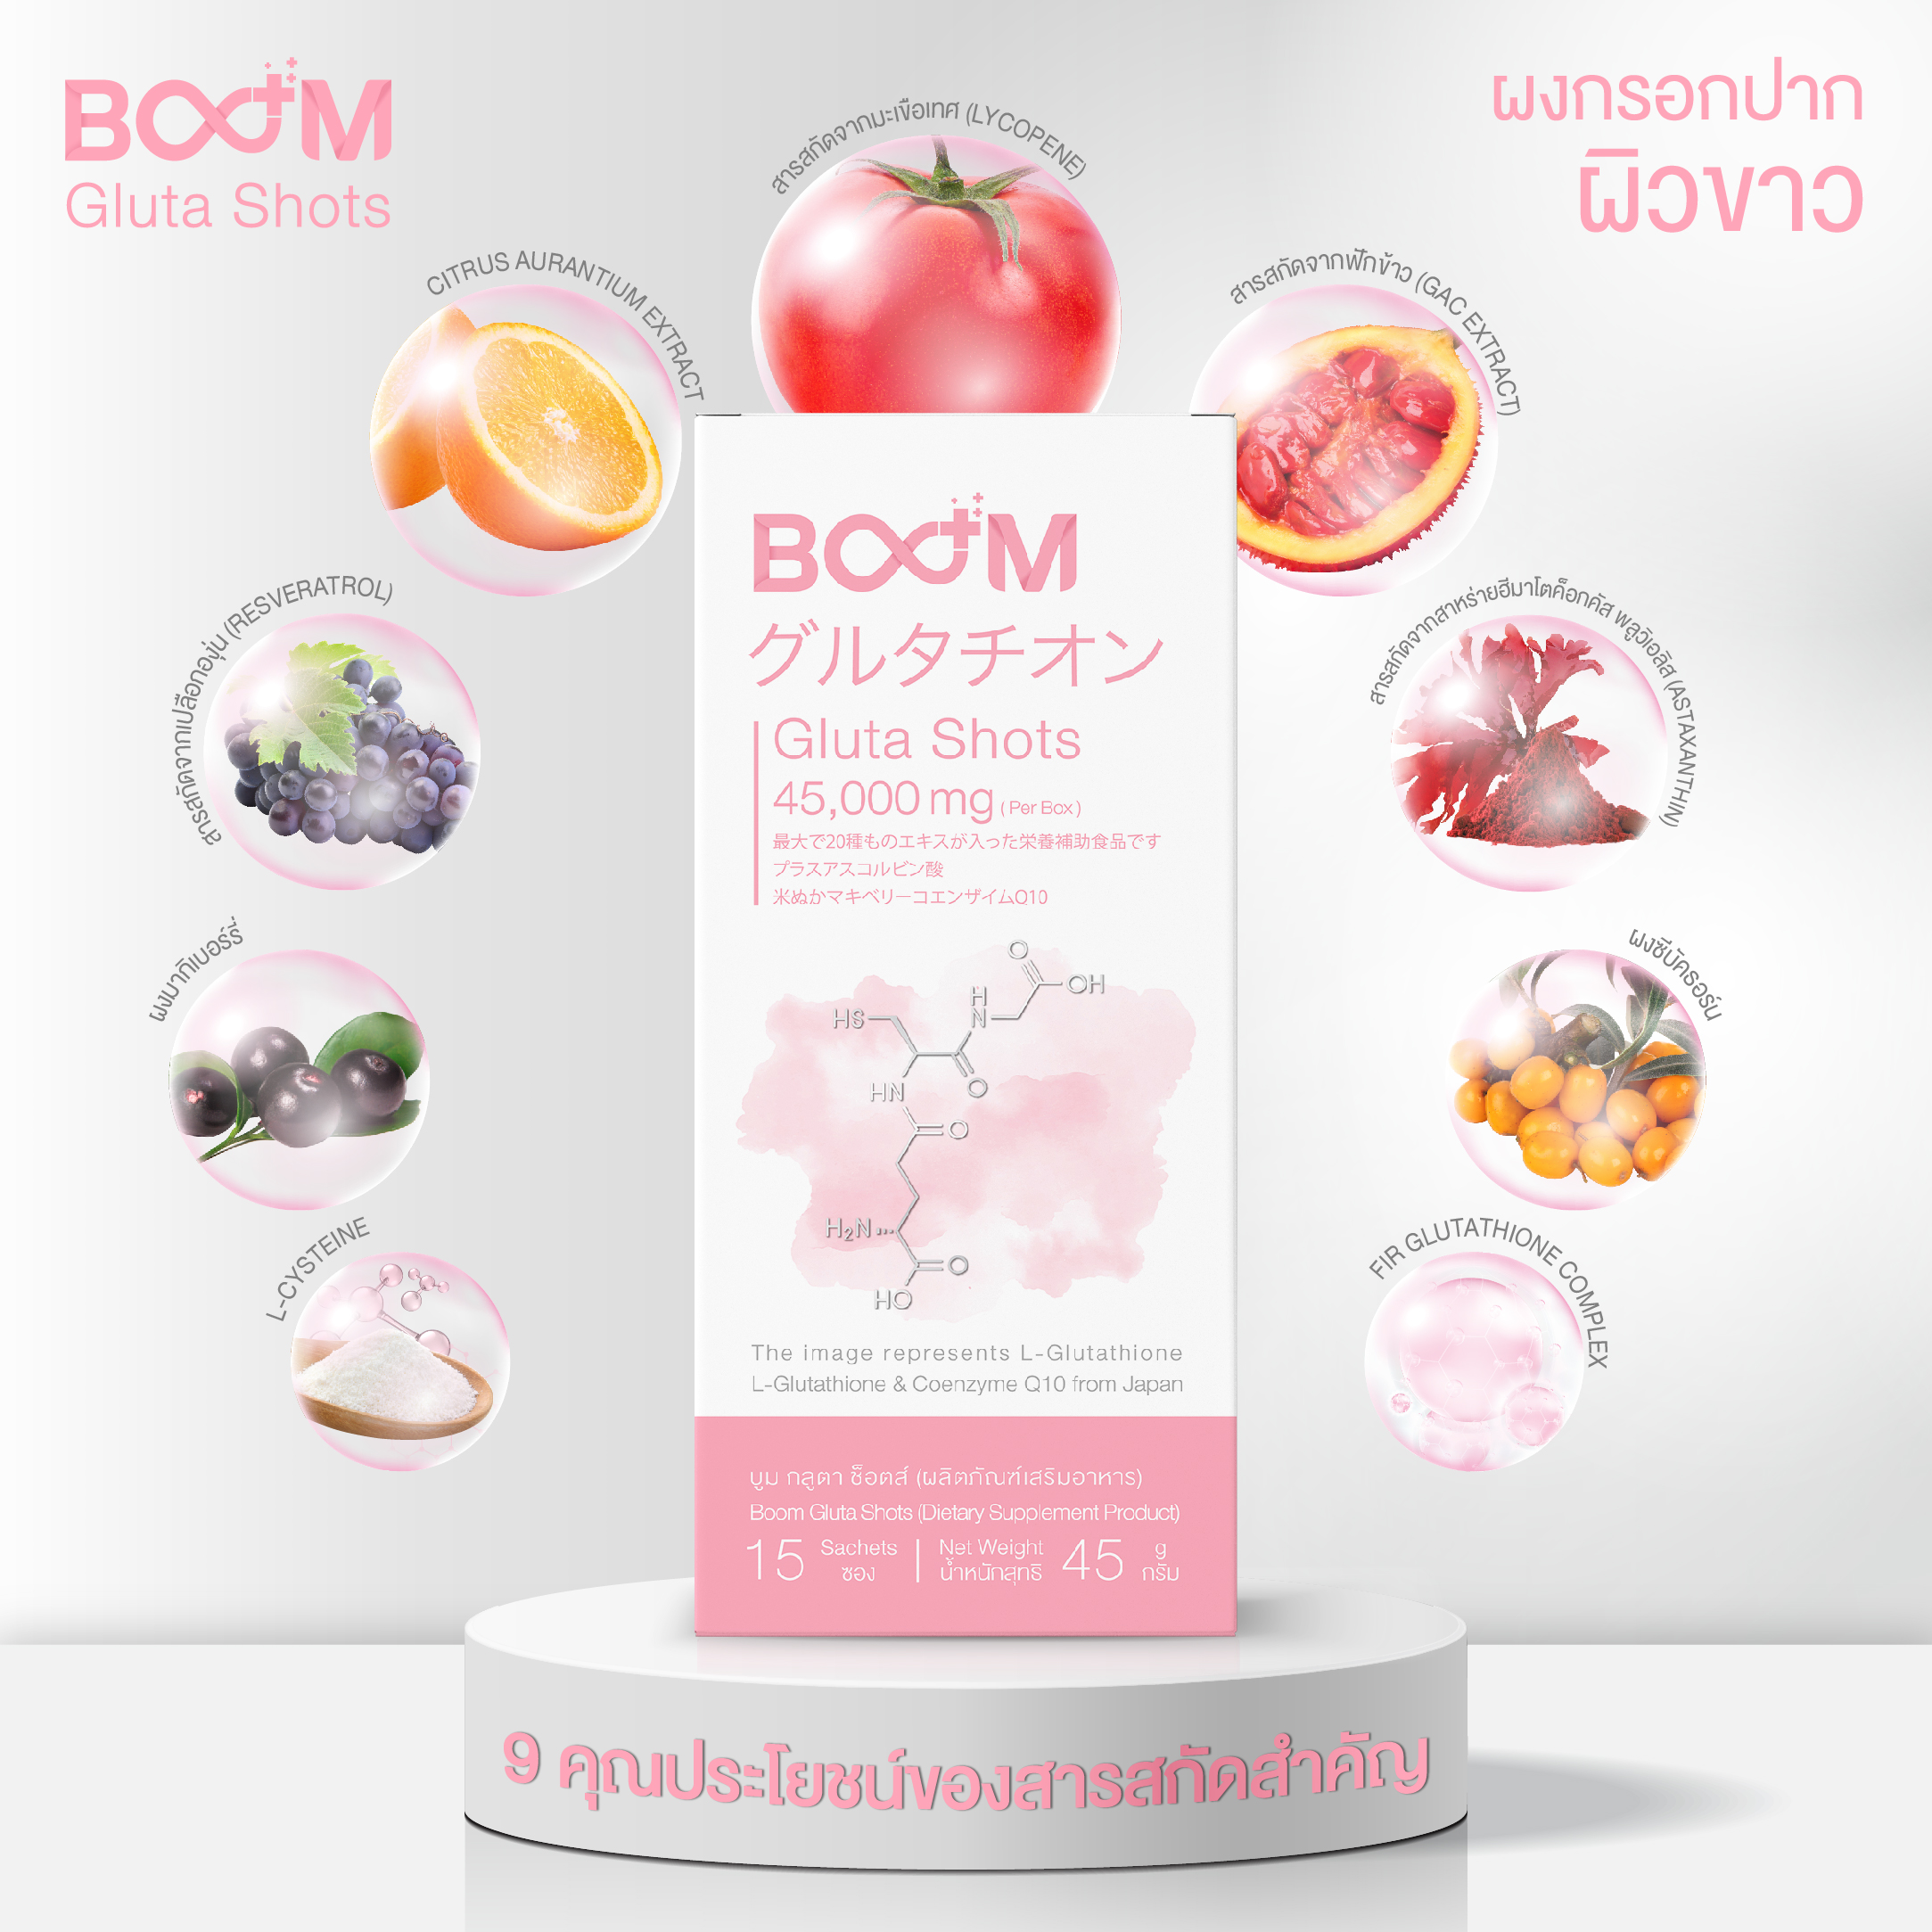 BOOM
Gluta Shots
ผงกรอกปาก
ผิวขาว
สารสกัดจากมะเขือเทศ (LYCOPENE)
CITRUS AURANTIUM EXTRACT
สารสกัดจากฟักข้าว (GAC EXTRACT)
สารสกัดจากเปลือกองุ่น (RESVERATROL)
สารสกัดจากสาหร่ายฮีมาโตค็อกคัส พลูวิเอลิส (ASTAXANTHIN)
ผงมากิเบอร์รี่
ผงซีบัคธอร์น
L-CYSTEINE
FIR GLUTATHIONE COMPLEX
BOOM
グルタチオン
Gluta Shots
45,000 mg (Per Box)
最大で20種ものエキスが入った栄養補助食品です
プラスアスコルビン酸
米ぬかマキベリーコエンザイムQ10
O
OH
H
N
HS
O
HN
O
H₂N
O
HO
The image represents L-Glutathione
L-Glutathione & Coenzyme Q10 from Japan
บูม กลูตา ช็อตส์ (ผลิตภัณฑ์เสริมอาหาร)
Boom Gluta Shots (Dietary Supplement Product)
15 Sachets ซอง | Net Weight น้ำหนักสุทธิ 45 g กรัม
9 คุณประโยชน์ของสารสกัดสำคัญ